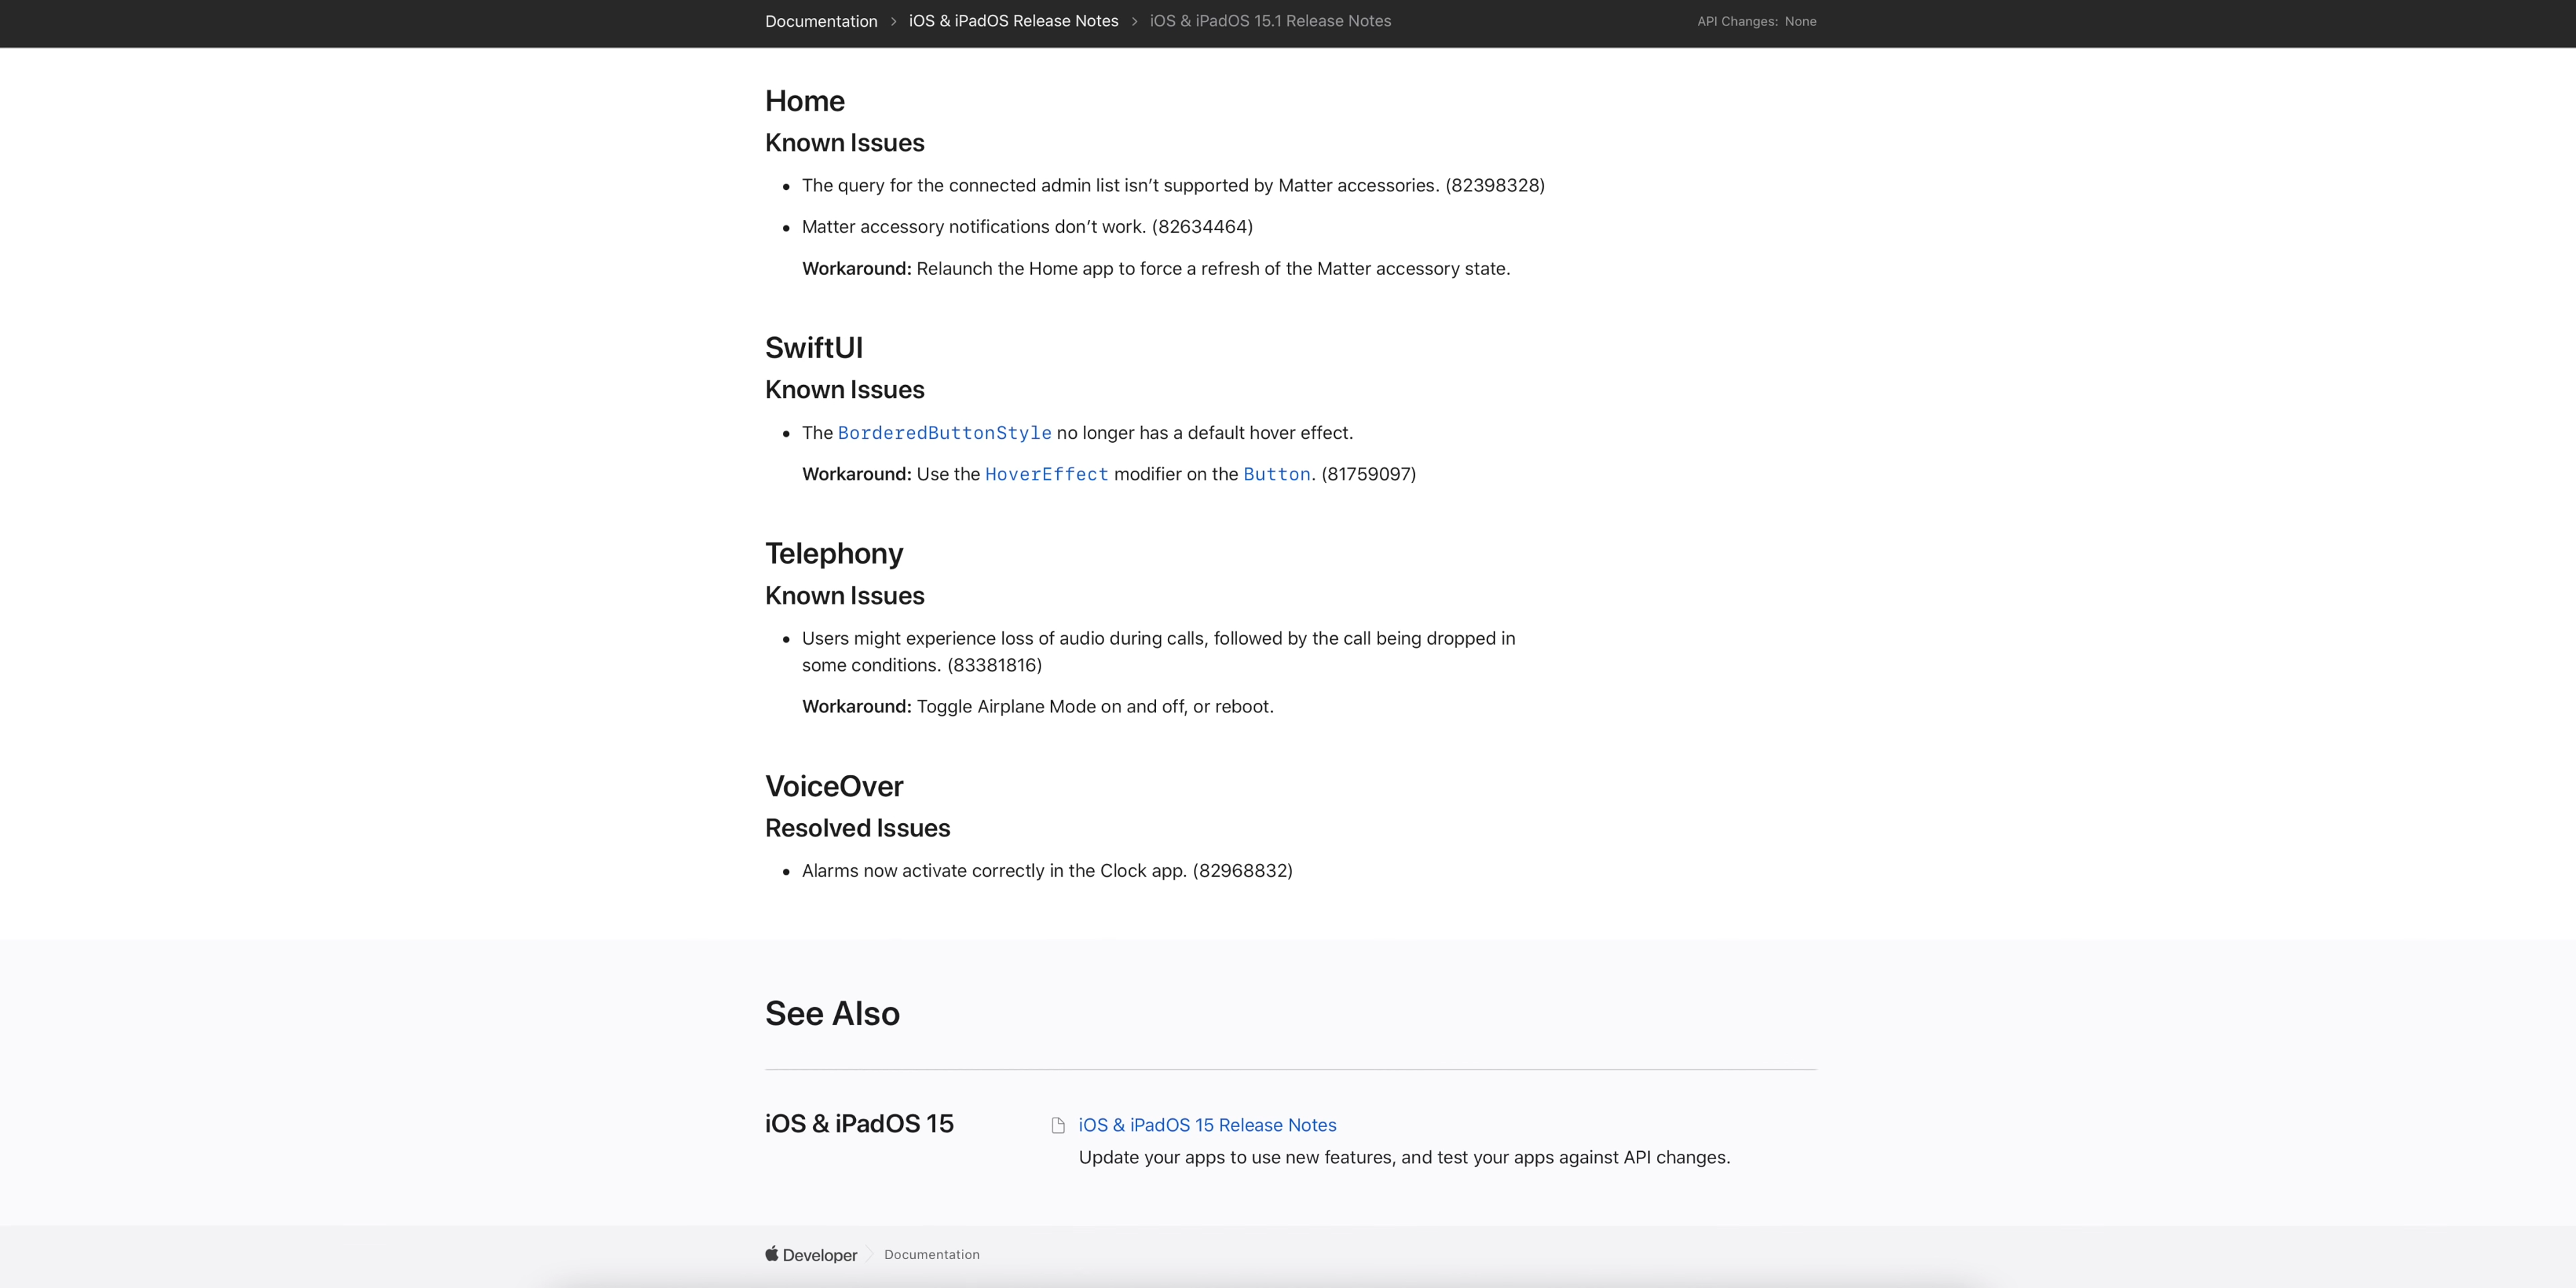 Documentation > iOS & iPadOS Release Notes > iOS & iPadOS 15.1 Release Notes API Changes: None
Home
Known Issues
• The query for the connected admin list isn’t supported by Matter accessories. (82398328)
• Matter accessory notifications don’t work. (82634464)
Workaround: Relaunch the Home app to force a refresh of the Matter accessory state.
SwiftUI
Known Issues
• The BorderedButtonStyle no longer has a default hover effect.
Workaround: Use the HoverEffect modifier on the Button. (81759097)
Telephony
Known Issues
• Users might experience loss of audio during calls, followed by the call being dropped in
some conditions. (83381816)
Workaround: Toggle Airplane Mode on and off, or reboot.
VoiceOver
Resolved Issues
• Alarms now activate correctly in the Clock app. (82968832)
See Also
iOS & iPadOS 15
iOS & iPadOS 15 Release Notes
Update your apps to use new features, and test your apps against API changes.
Developer Documentation